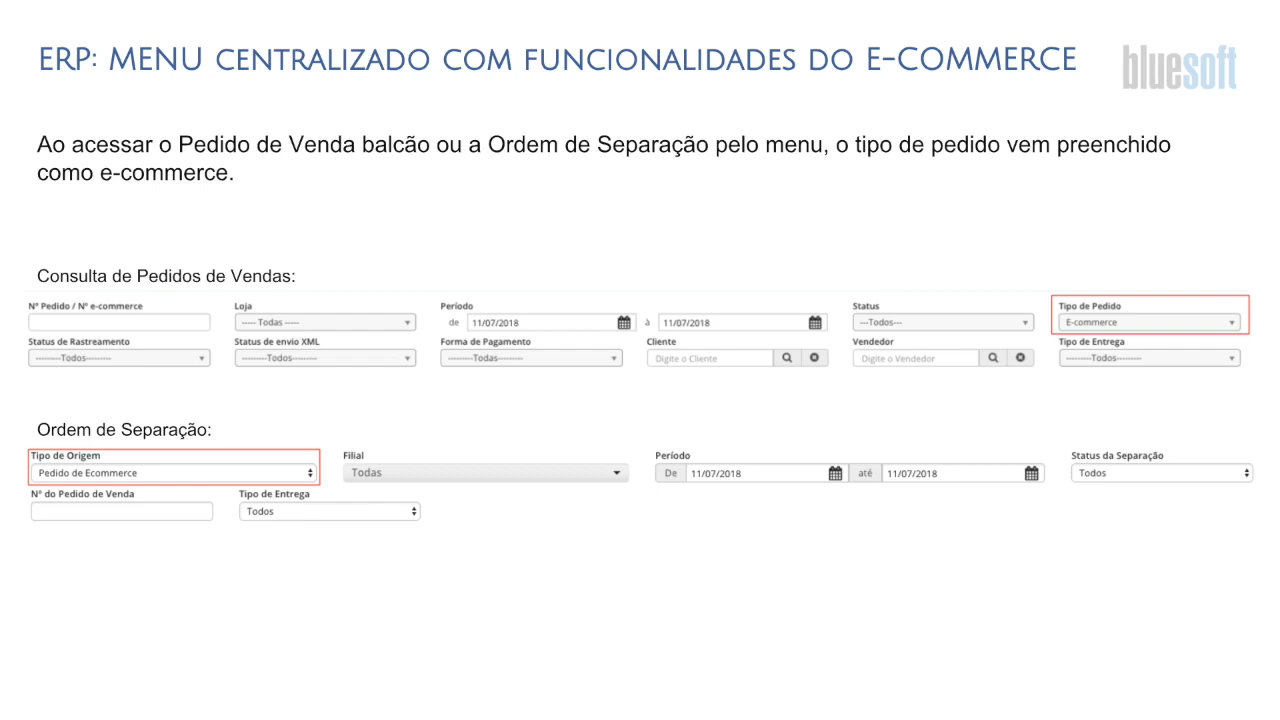 ERP: MENU CENTRALIZADO COM FUNCIONALIDADES DO E-COMMERCE
bluesoft
Ao acessar o Pedido de Venda balcão ou a Ordem de Separação pelo menu, o tipo de pedido vem preenchido
como e-commerce.
Consulta de Pedidos de Vendas:
Nº Pedido / Nº e-commerce Loja Período Status Tipo de Pedido
----- Todas ----- de 11/07/2018 à 11/07/2018 ---Todos--- E-commerce
Status de Rastreamento Status de envio XML Forma de Pagamento Cliente Vendedor Tipo de Entrega
---------Todos--------- ---------Todos--------- ---------Todas--------- Digite o Cliente Digite o Vendedor ---------Todos---------
Ordem de Separação:
Tipo de Origem Filial Período Status da Separação
Pedido de Ecommerce Todas De 11/07/2018 até 11/07/2018 Todos
Nº do Pedido de Venda Tipo de Entrega
Todos